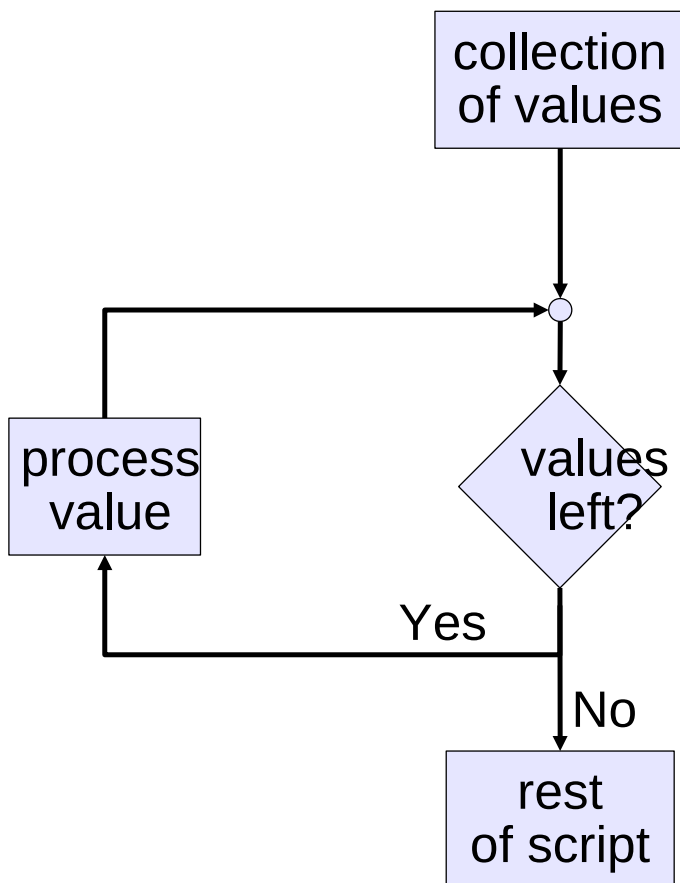 collection
of values
values
left?
process
value
Yes
No
rest
of script